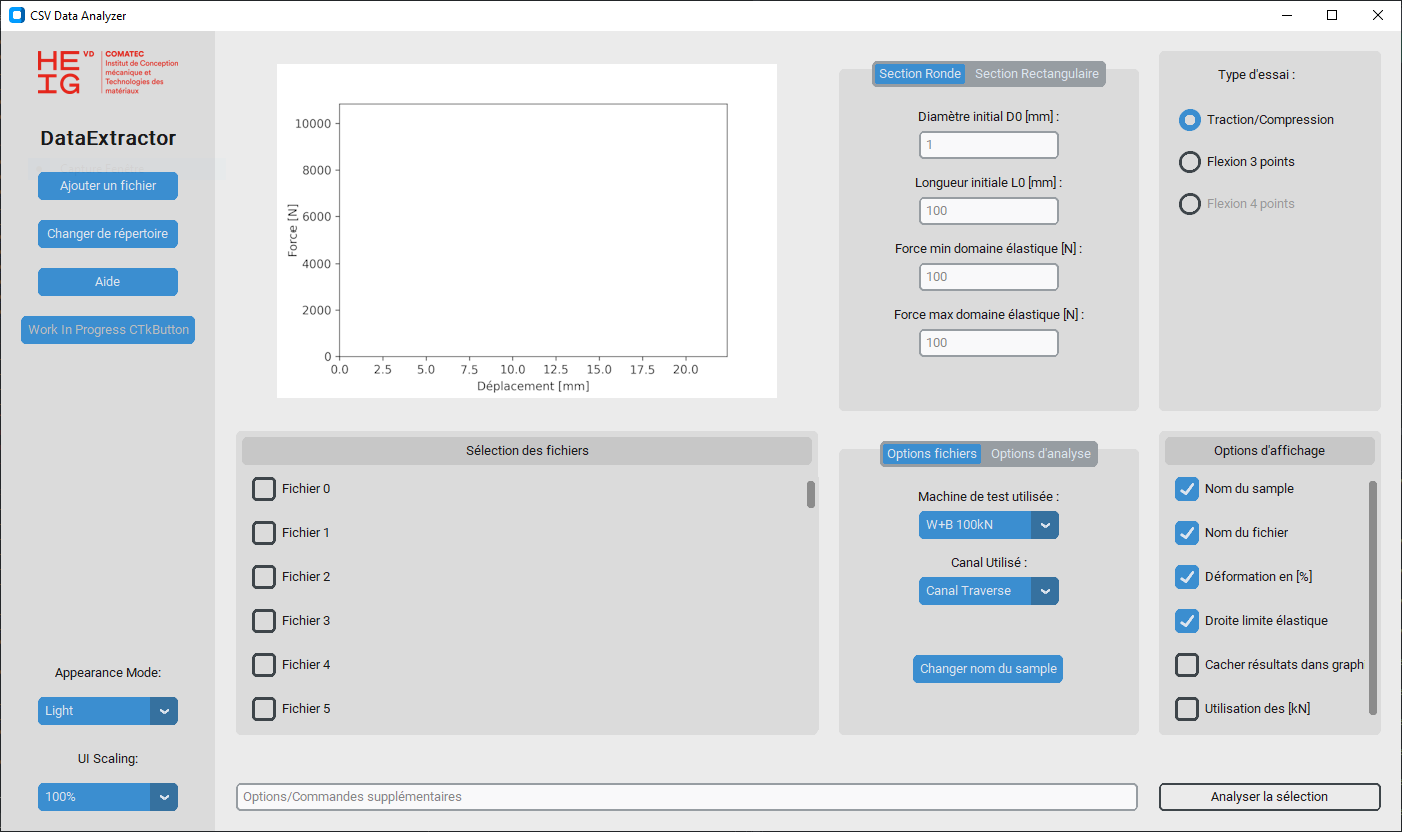 CSV Data Analyzer
HE VD
IG
COMATEC
Institut de Conception
mécanique et
Technologies des
matériaux
DataExtractor
Ajouter un fichier
Changer de répertoire
Aide
Work In Progress CTkButton
Appearance Mode:
Light
UI Scaling:
100%
10000
8000
6000
4000
2000
0
Force [N]
0.0 2.5 5.0 7.5 10.0 12.5 15.0 17.5 20.0
Déplacement [mm]
Section Ronde Section Rectangulaire
Diamètre initial D0 [mm] :
1
Longueur initiale L0 [mm] :
100
Force min domaine élastique [N] :
100
Force max domaine élastique [N] :
100
Type d'essai :
Traction/Compression
Flexion 3 points
Flexion 4 points
Sélection des fichiers
Fichier 0
Fichier 1
Fichier 2
Fichier 3
Fichier 4
Fichier 5
Options fichiers Options d'analyse
Machine de test utilisée :
W+B 100kN
Canal Utilisé :
Canal Traverse
Changer nom du sample
Options d'affichage
Nom du sample
Nom du fichier
Déformation en [%]
Droite limite élastique
Cacher résultats dans graph
Utilisation des [kN]
Options/Commandes supplémentaires
Analyser la sélection